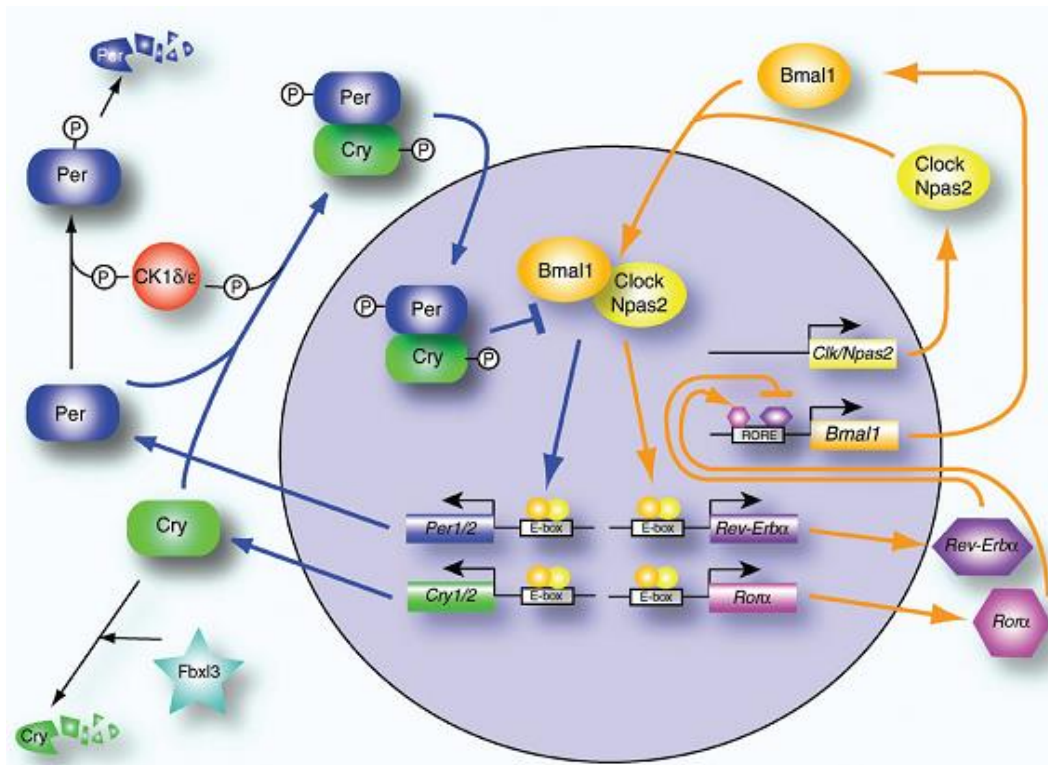 Per
P
Per
P
Per
Cry
P
P
CK1δ/ε
P
Per
Cry
Fbxl3
Cry
P
Per
Cry
P
Bmal1
Clock
Npas2
Bmal1
Clock
Npas2
Clk/Npas2
RORE
Bmal1
Per1/2
E-box
E-box
Rev-Erbα
Rev-Erbα
Cry1/2
E-box
E-box
Rorα
Rorα